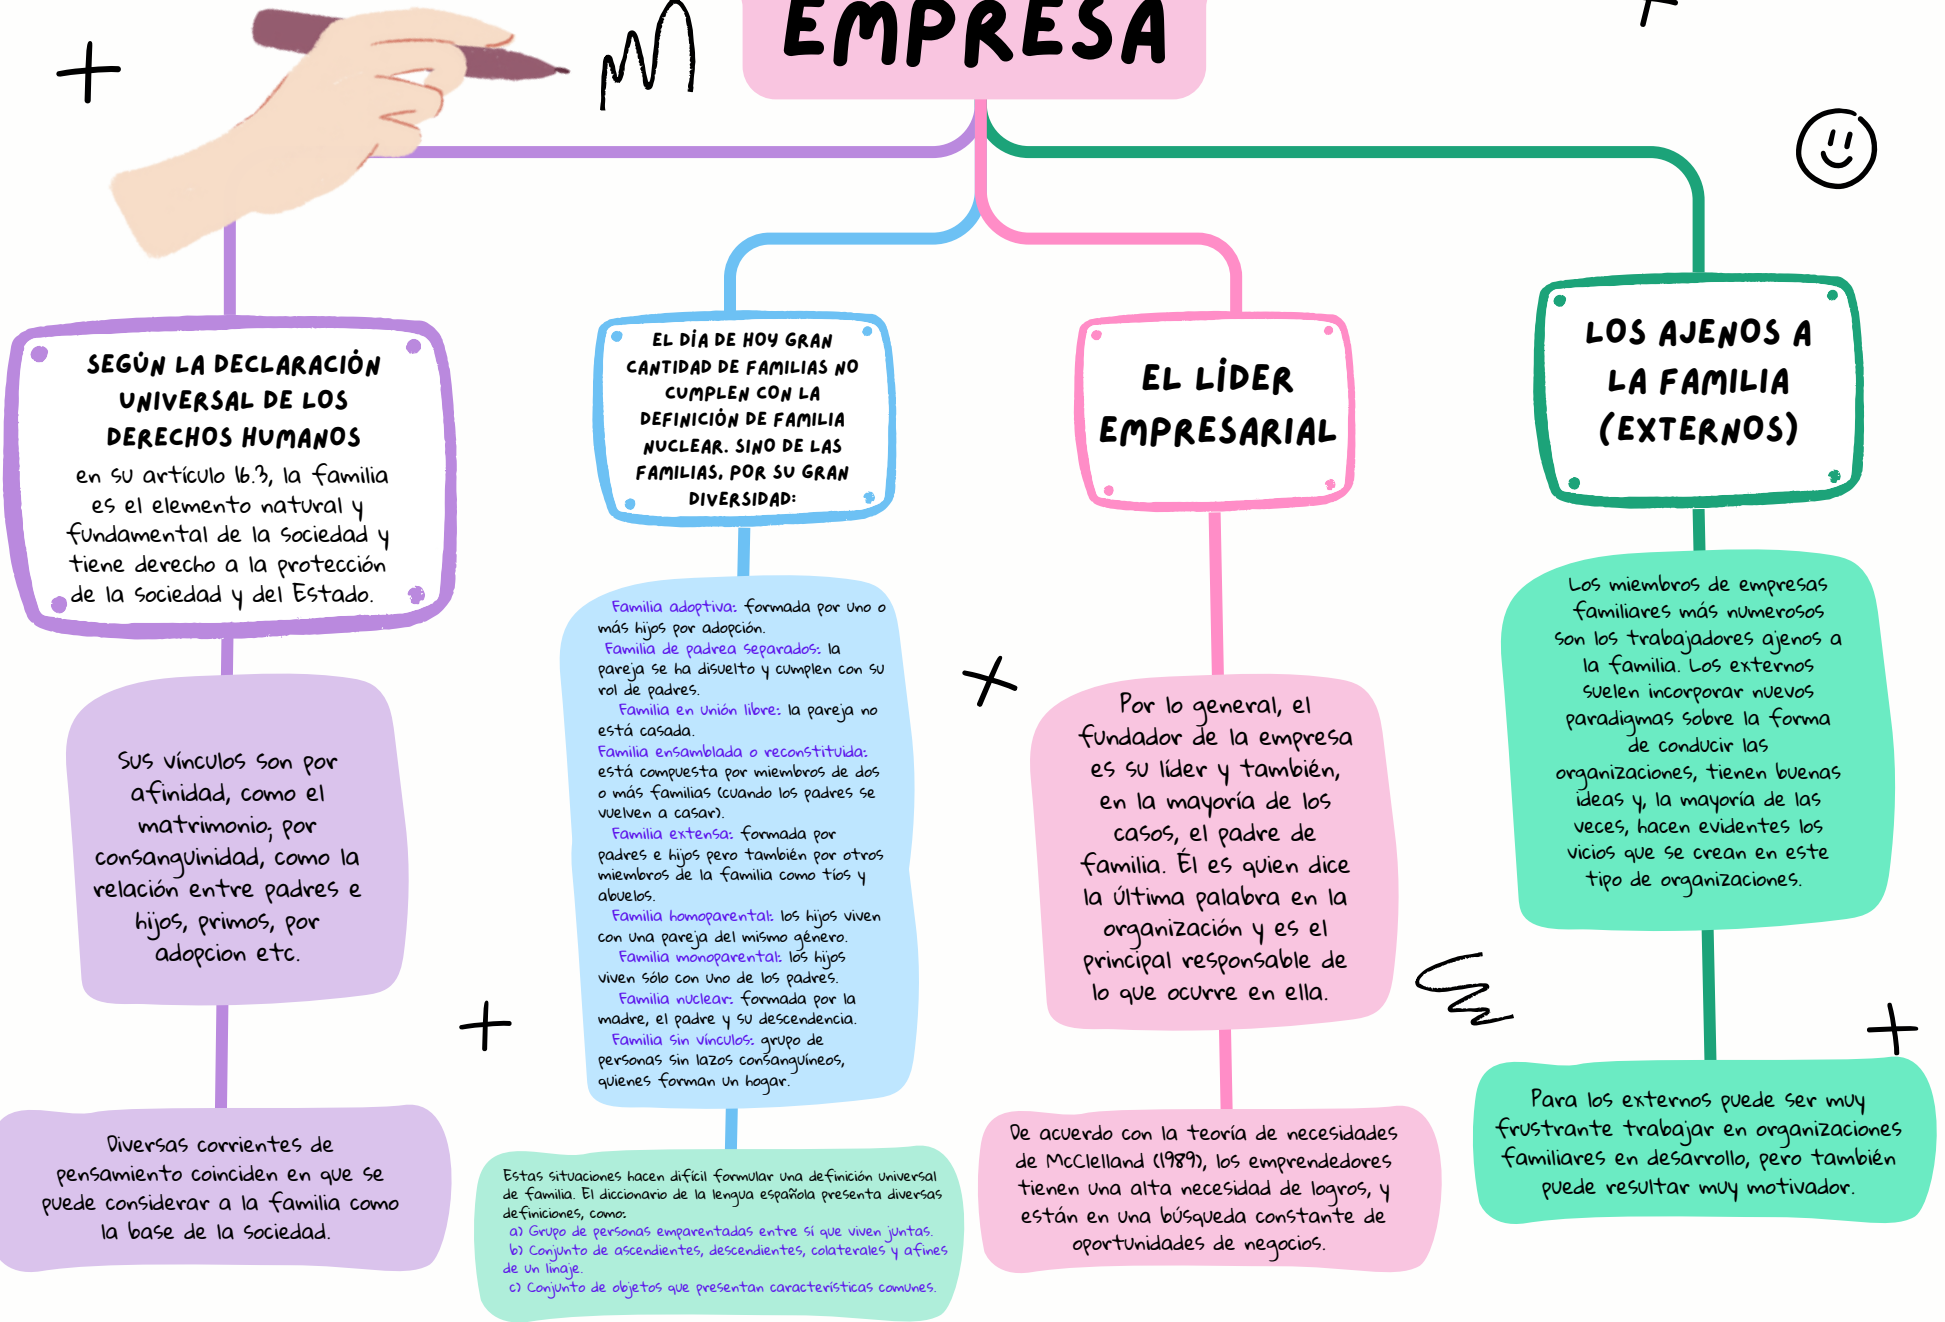 EMPRESA
SEGÚN LA DECLARACIÓN
UNIVERSAL DE LOS
DERECHOS HUMANOS
en su artículo 16.3, la familia
es el elemento natural y
fundamental de la sociedad y
tiene derecho a la protección
de la sociedad y del Estado.
Sus vínculos son por
afinidad, como el
matrimonio; por
consanguinidad, como la
relación entre padres e
hijos, primos, por
adopcion etc.
Diversas corrientes de
pensamiento coinciden en que se
puede considerar a la familia como
la base de la sociedad.
EL DÍA DE HOY GRAN
CANTIDAD DE FAMILIAS NO
CUMPLEN CON LA
DEFINICIÓN DE FAMILIA
NUCLEAR. SINO DE LAS
FAMILIAS, POR SU GRAN
DIVERSIDAD:
Familia adoptiva: formada por uno o
más hijos por adopción.
Familia de padrea separados: la
pareja se ha disuelto y cumplen con su
rol de padres.
Familia en unión libre: la pareja no
está casada.
Familia ensamblada o reconstituida:
está compuesta por miembros de dos
o más familias (cuando los padres se
vuelven a casar).
Familia extensa: formada por
padres e hijos pero también por otros
miembros de la familia como tíos y
abuelos.
Familia homoparental: los hijos viven
con una pareja del mismo género.
Familia monoparental: los hijos
viven sólo con uno de los padres.
Familia nuclear: formada por la
madre, el padre y su descendencia.
Familia sin vínculos: grupo de
personas sin lazos consanguíneos,
quienes forman un hogar.
Estas situaciones hacen difícil formular una definición universal
de familia. El diccionario de la lengua española presenta diversas
definiciones, como:
a) Grupo de personas emparentadas entre sí que viven juntas.
b) Conjunto de ascendientes, descendientes, colaterales y afines
de un linaje.
c) Conjunto de objetos que presentan características comunes.
EL LÍDER
EMPRESARIAL
Por lo general, el
fundador de la empresa
es su líder y también,
en la mayoría de los
casos, el padre de
familia. Él es quien dice
la última palabra en la
organización y es el
principal responsable de
lo que ocurre en ella.
De acuerdo con la teoría de necesidades
de McClelland (1989), los emprendedores
tienen una alta necesidad de logros, y
están en una búsqueda constante de
oportunidades de negocios.
LOS AJENOS A
LA FAMILIA
(EXTERNOS)
Los miembros de empresas
familiares más numerosos
son los trabajadores ajenos a
la familia. Los externos
suelen incorporar nuevos
paradigmas sobre la forma
de conducir las
organizaciones, tienen buenas
ideas y, la mayoría de las
veces, hacen evidentes los
vicios que se crean en este
tipo de organizaciones.
Para los externos puede ser muy
frustrante trabajar en organizaciones
familiares en desarrollo, pero también
puede resultar muy motivador.